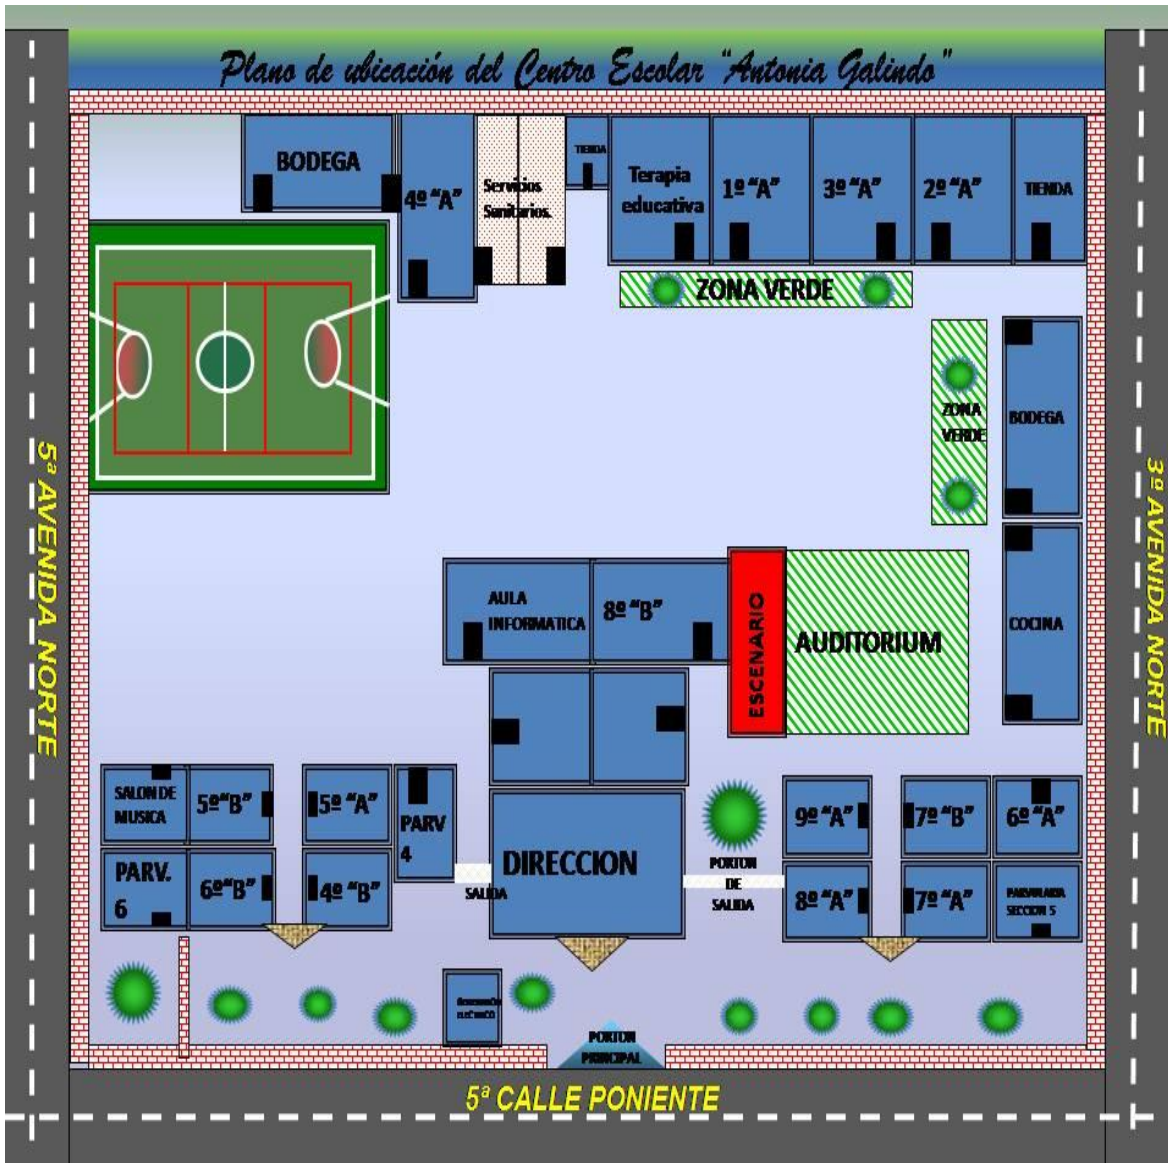 Plano de ubicación del Centro Escolar "Antonia Galindo"
BODEGA
4º "A"
Servicios
Sanitarios.
TIENDA
Terapia
educativa
1º "A"
3º "A"
2º "A"
TIENDA
ZONA VERDE
ZONA
VERDE
BODEGA
5ª AVENIDA NORTE
3ª AVENIDA NORTE
AULA
INFORMATICA
8º "B"
ESCENARIO
AUDITORIUM
COCINA
SALON DE
MUSICA
5º "B"
5º "A"
PARV
4
9º "A"
7º "B"
6º "A"
DIRECCION
PORTON
DE
SALIDA
SALIDA
PARV.
6
6º "B"
4º "B"
8º "A"
7º "A"
PARVULARIA
SECCION 5
ELECTRICO
PORTON
PRINCIPAL
5ª CALLE PONIENTE